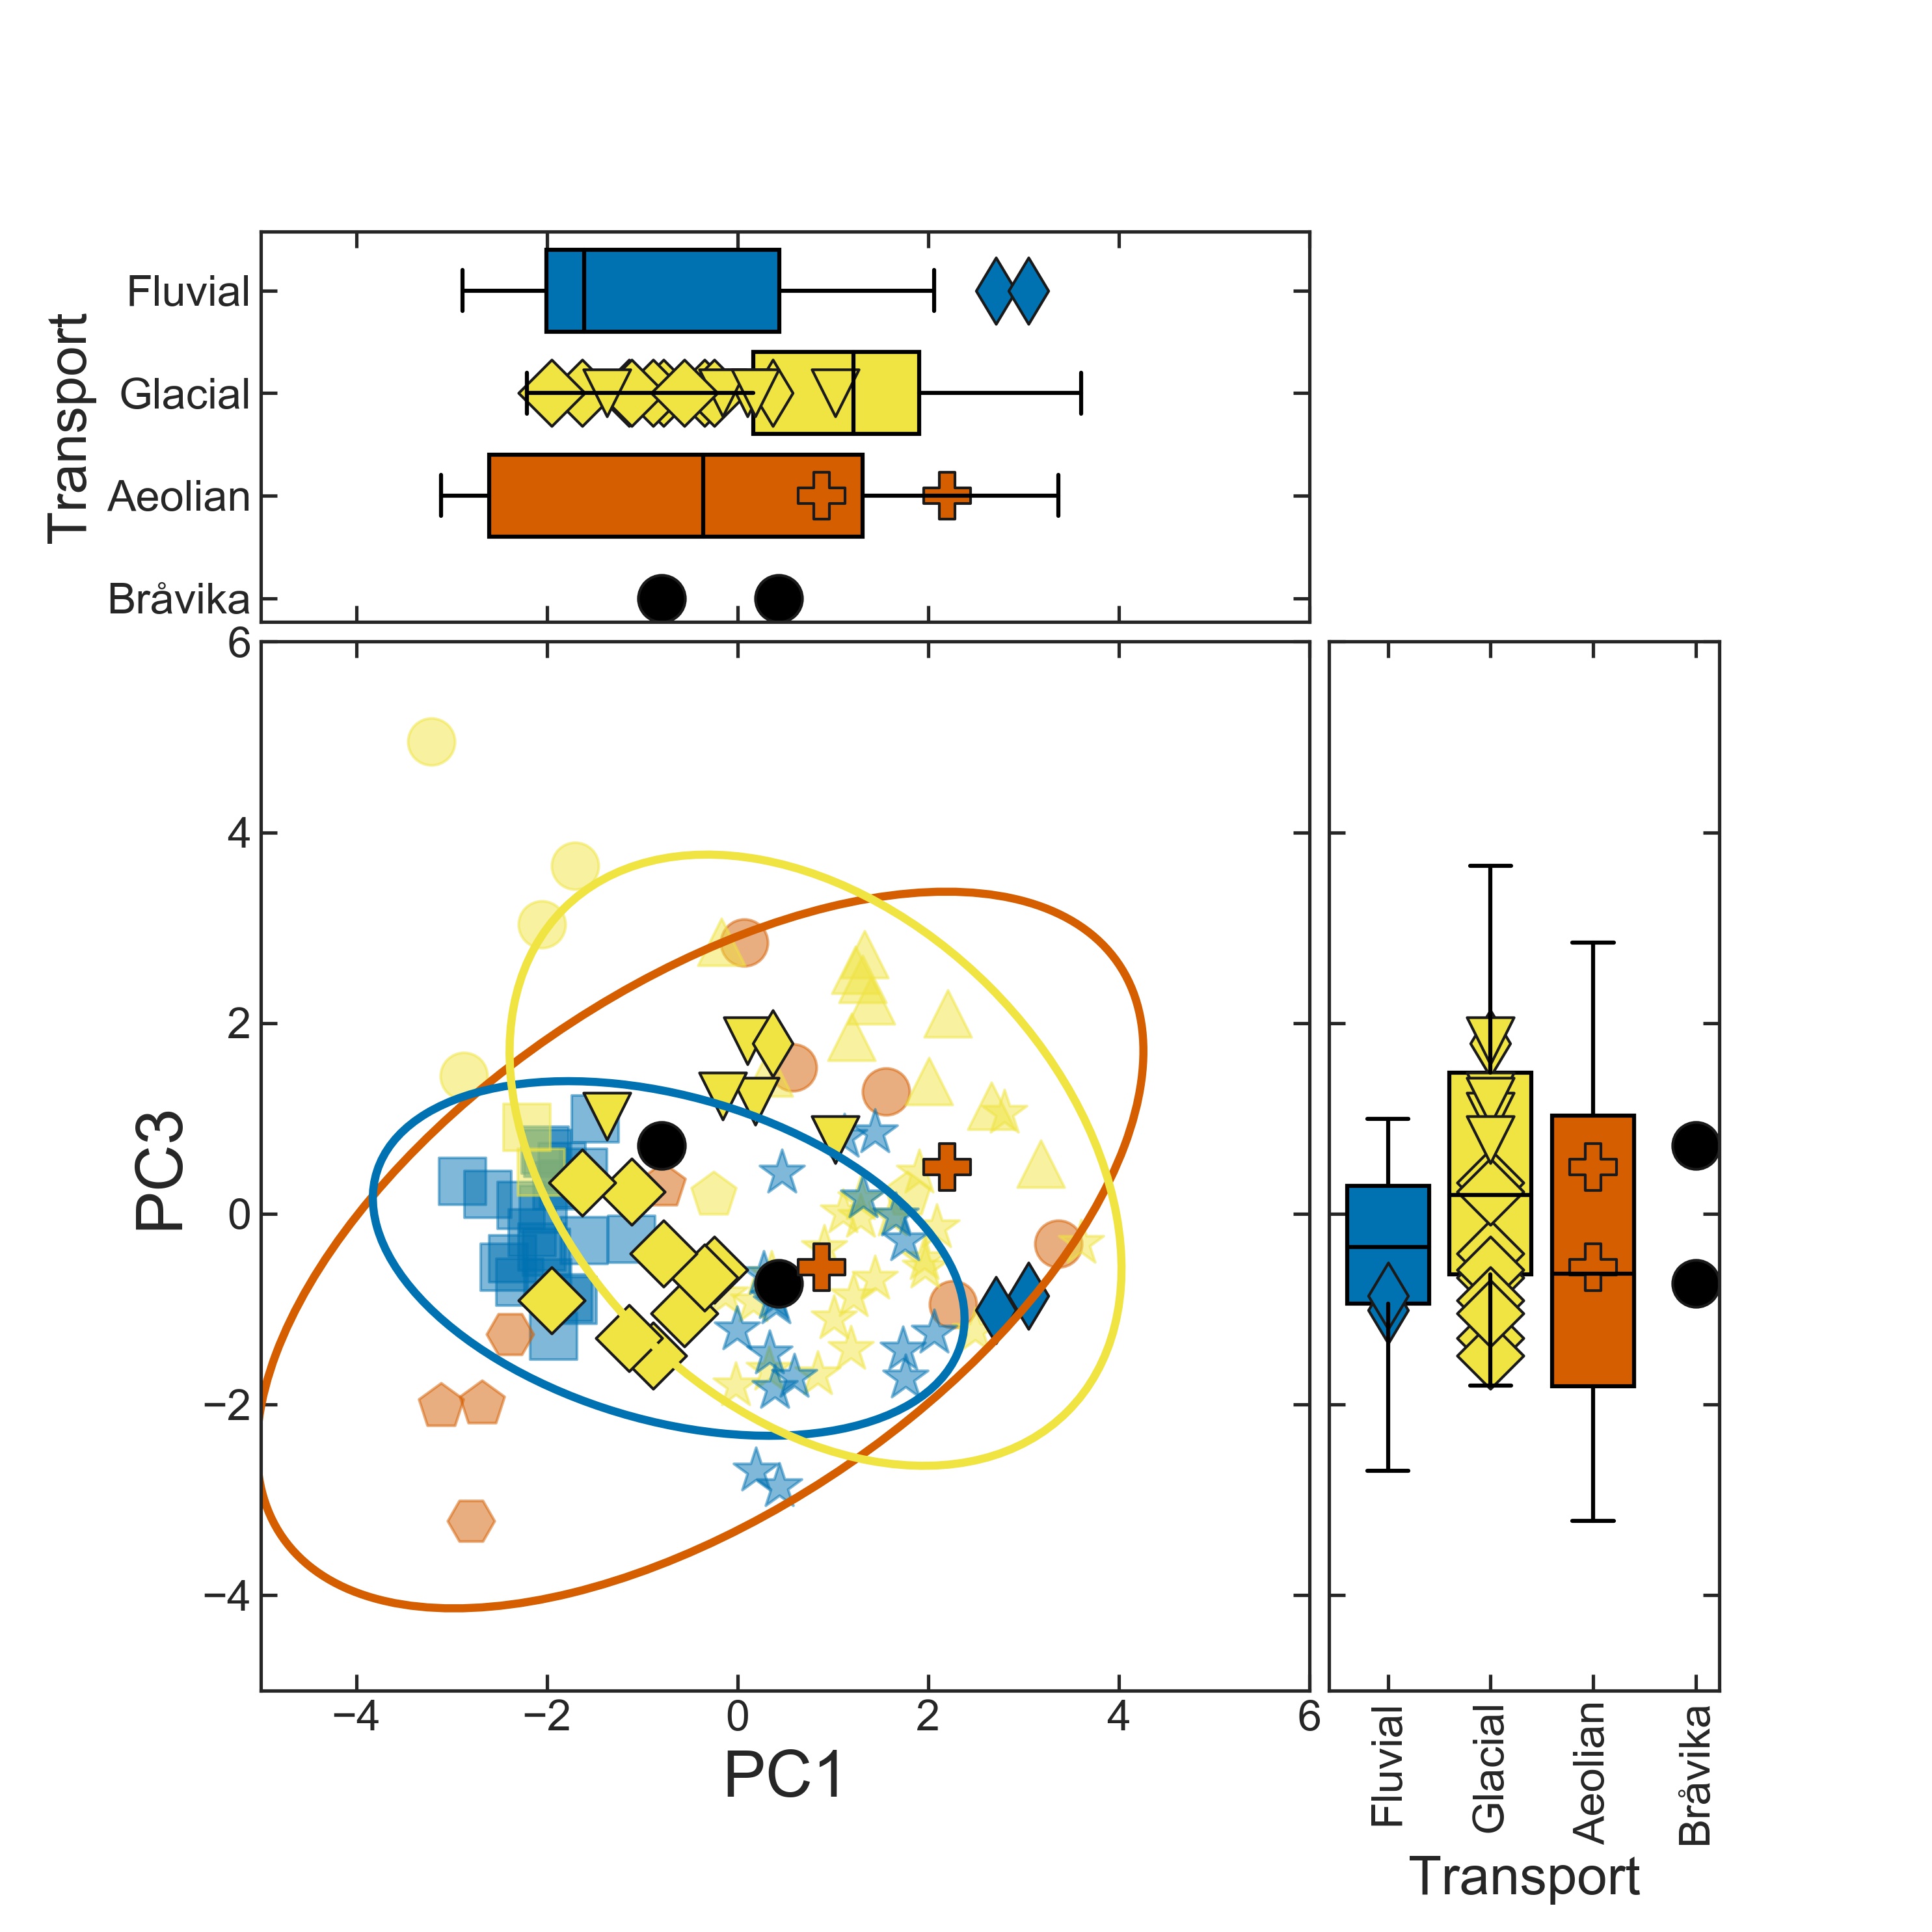 Transport
Fluvial
Glacial
Aeolian
Bråvika
PC3
6
4
2
0
−2
−4
−4 −2 0 2 4 6
PC1
Fluvial
Glacial
Aeolian
Bråvika
Transport